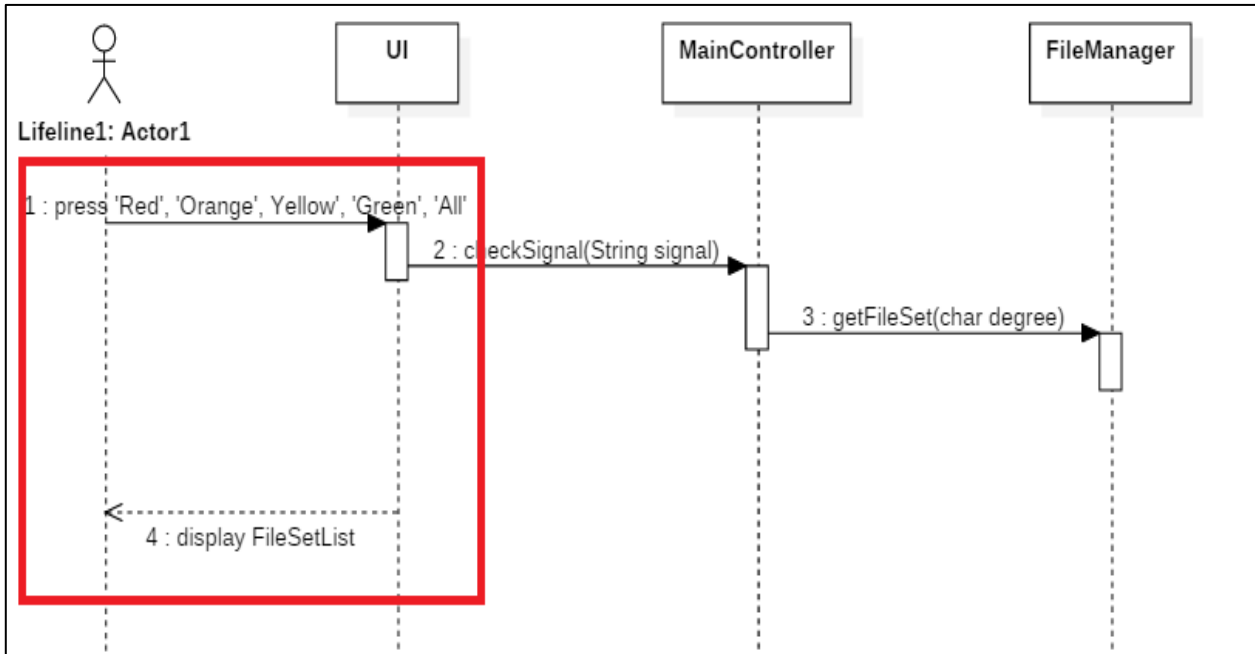 UI
MainController
FileManager
Lifeline1: Actor1
1 : press 'Red', 'Orange', Yellow', 'Green', 'All'
2 : checkSignal(String signal)
3 : getFileSet(char degree)
4 : display FileSetList